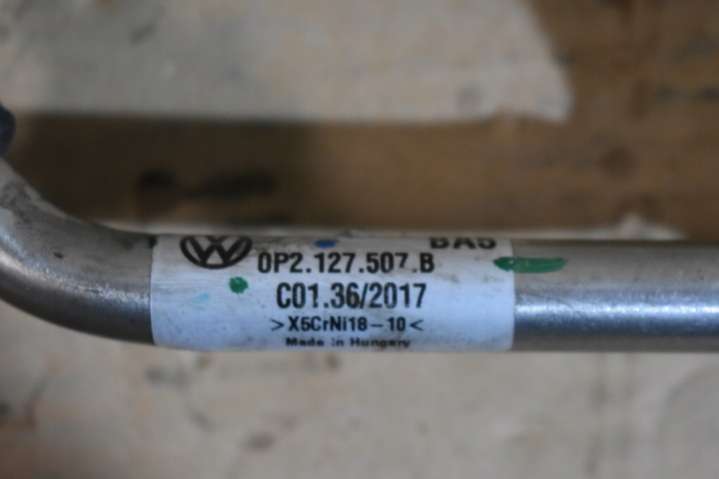 BA5
0P2.127.507.B
C01.36/2017
>X5CrNi18-10<
Made in Hungary